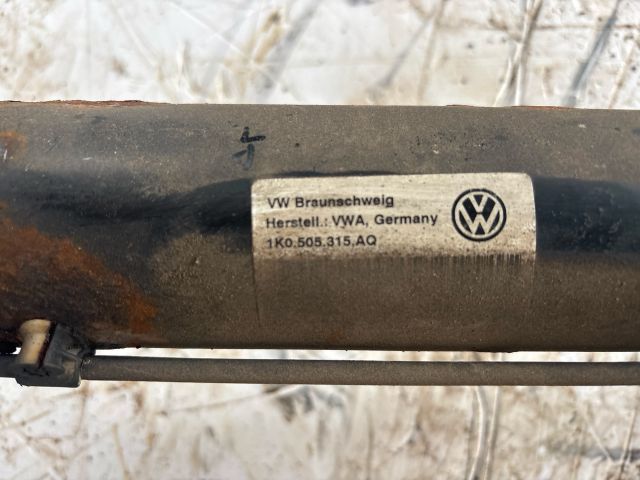 VW Braunschweig
Herstell.: VWA, Germany
1K0.505.315.AQ